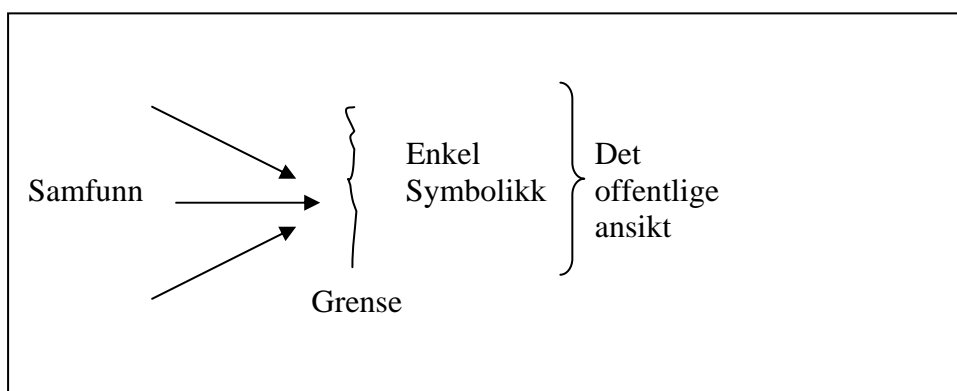 Samfunn
Grense
Enkel
Symbolikk
Det
offentlige
ansikt